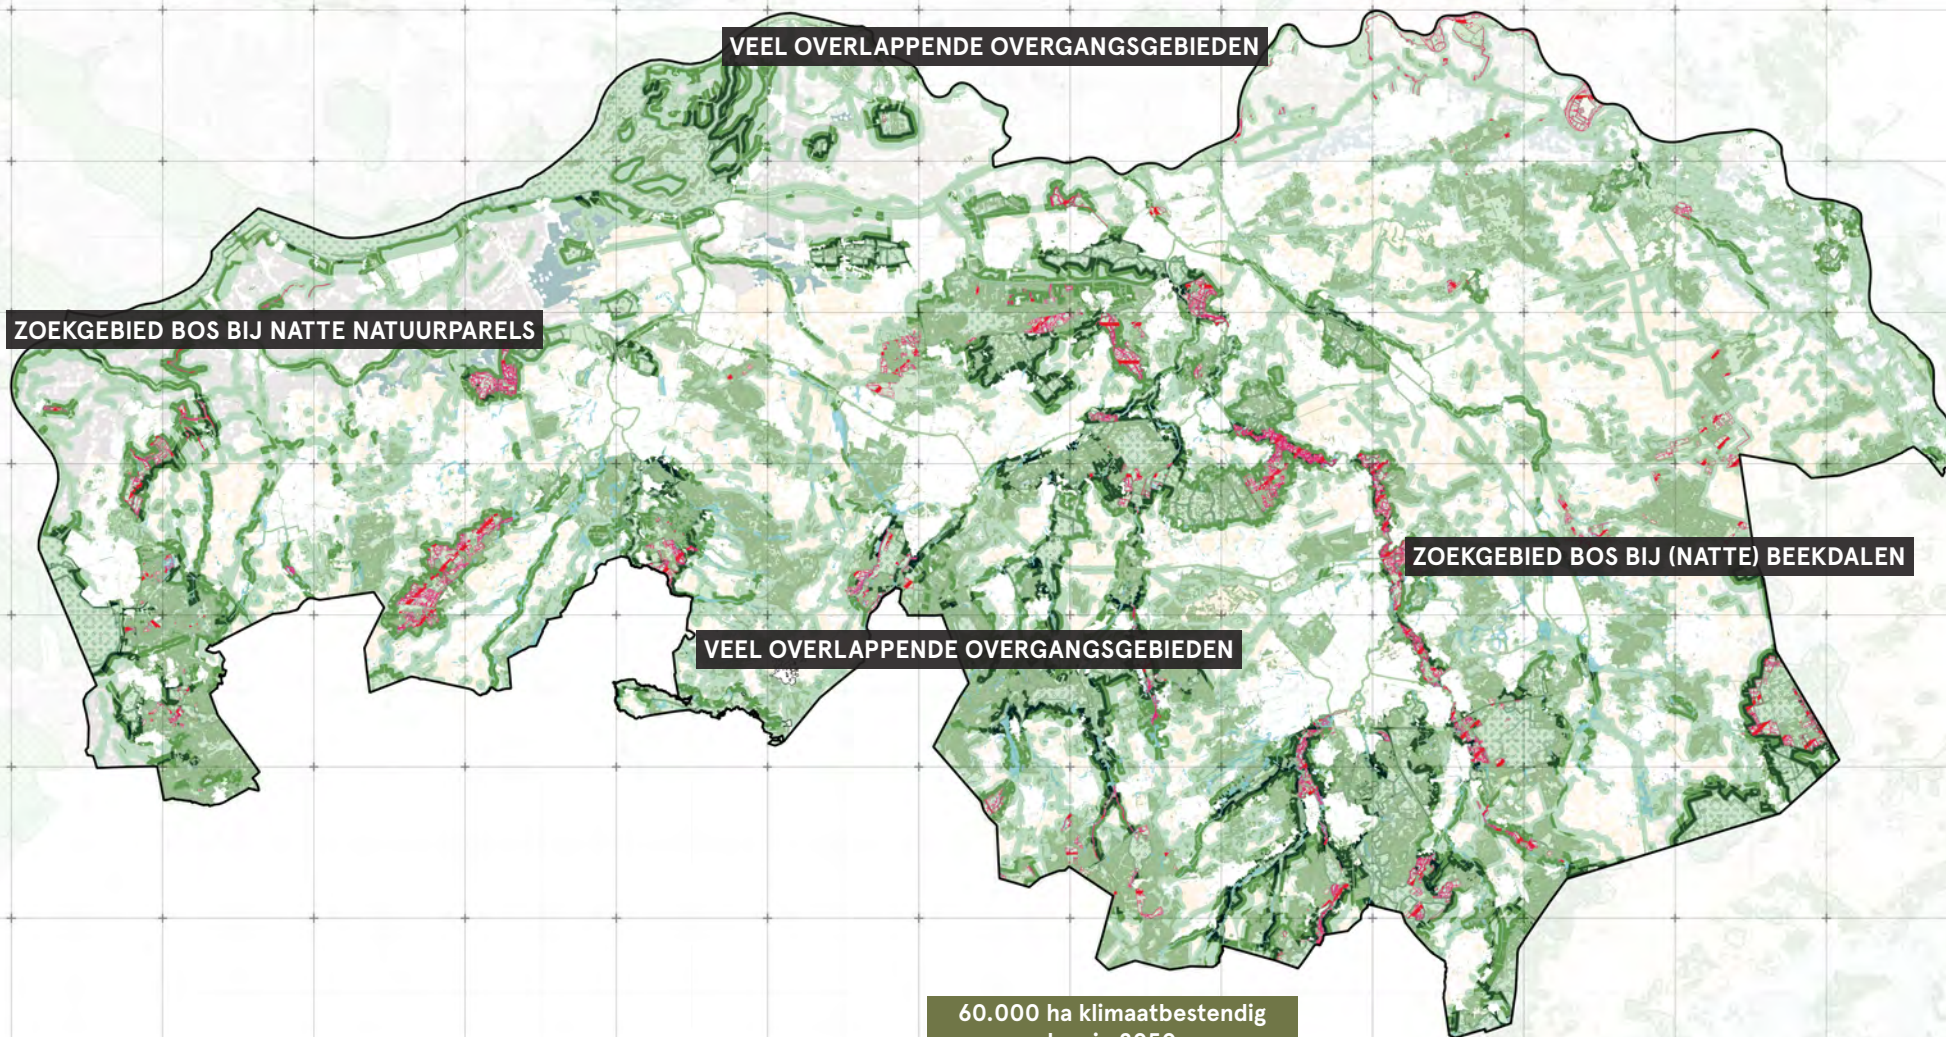 VEEL OVERLAPPENDE OVERGANGSGEBIEDEN
ZOEKGEBIED BOS BIJ NATTE NATUURPARELS
ZOEKGEBIED BOS BIJ (NATTE) BEEKDALEN
VEEL OVERLAPPENDE OVERGANGSGEBIEDEN
60.000 ha klimaatbestendig